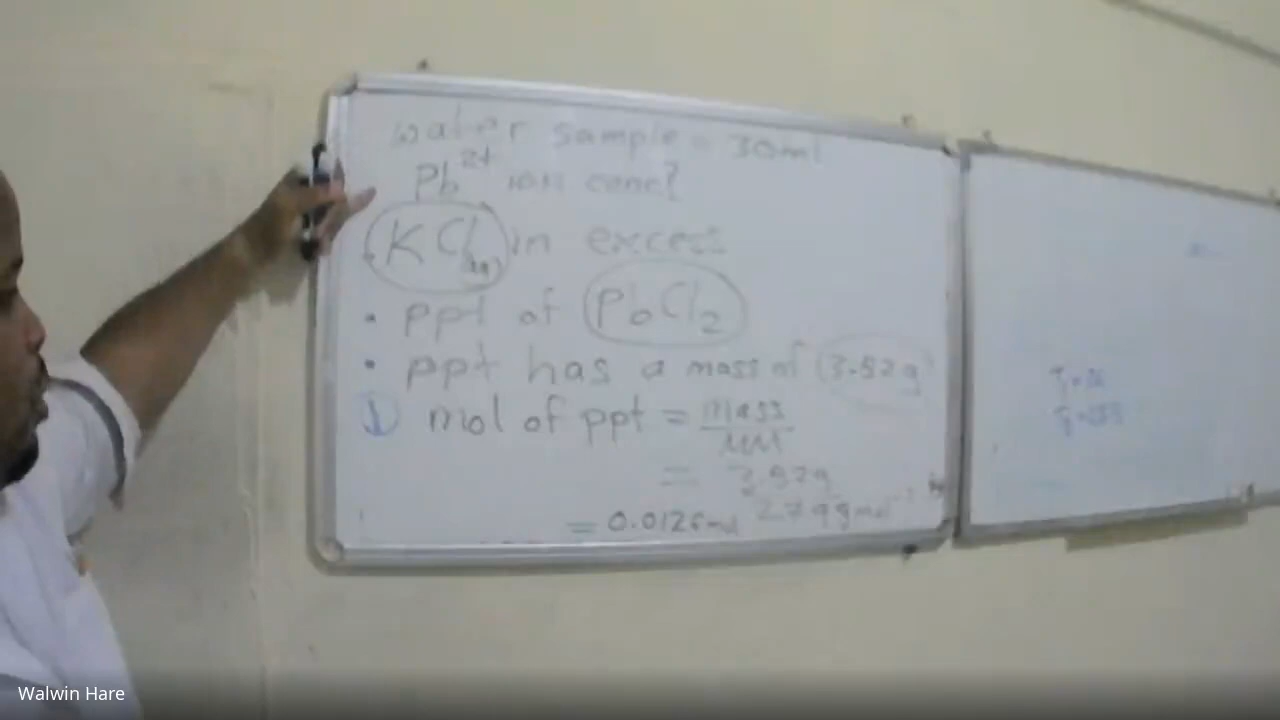 water sample = 30ml
Pb2+ ion conc?
KCl(aq) in excess
• ppt of PbCl2
• ppt has a mass of (3.52g)
1 mol of ppt = mass
= 3.52g
= 0.0126mol 279gmol-1
Walwin Hare